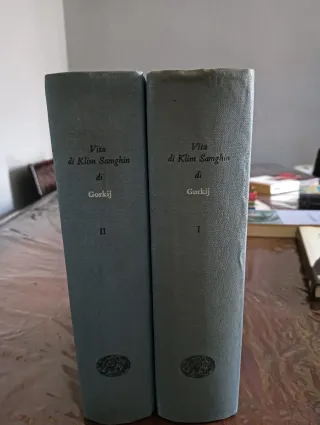 Vita
di Klim Samghin
di
Gorkij
II
Vita
di Klim Samghin
di
Gorkij
I